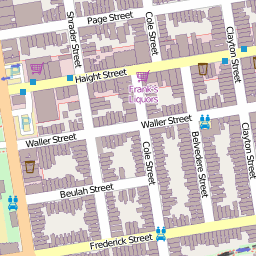 Page Street
Shrader Street
Cole Street
Clayton Street
Haight Street
Frank's
Liquors
Waller Street
Waller Street
Cole Street
Belvedere Street
Clayton Street
Beulah Street
Frederick Street